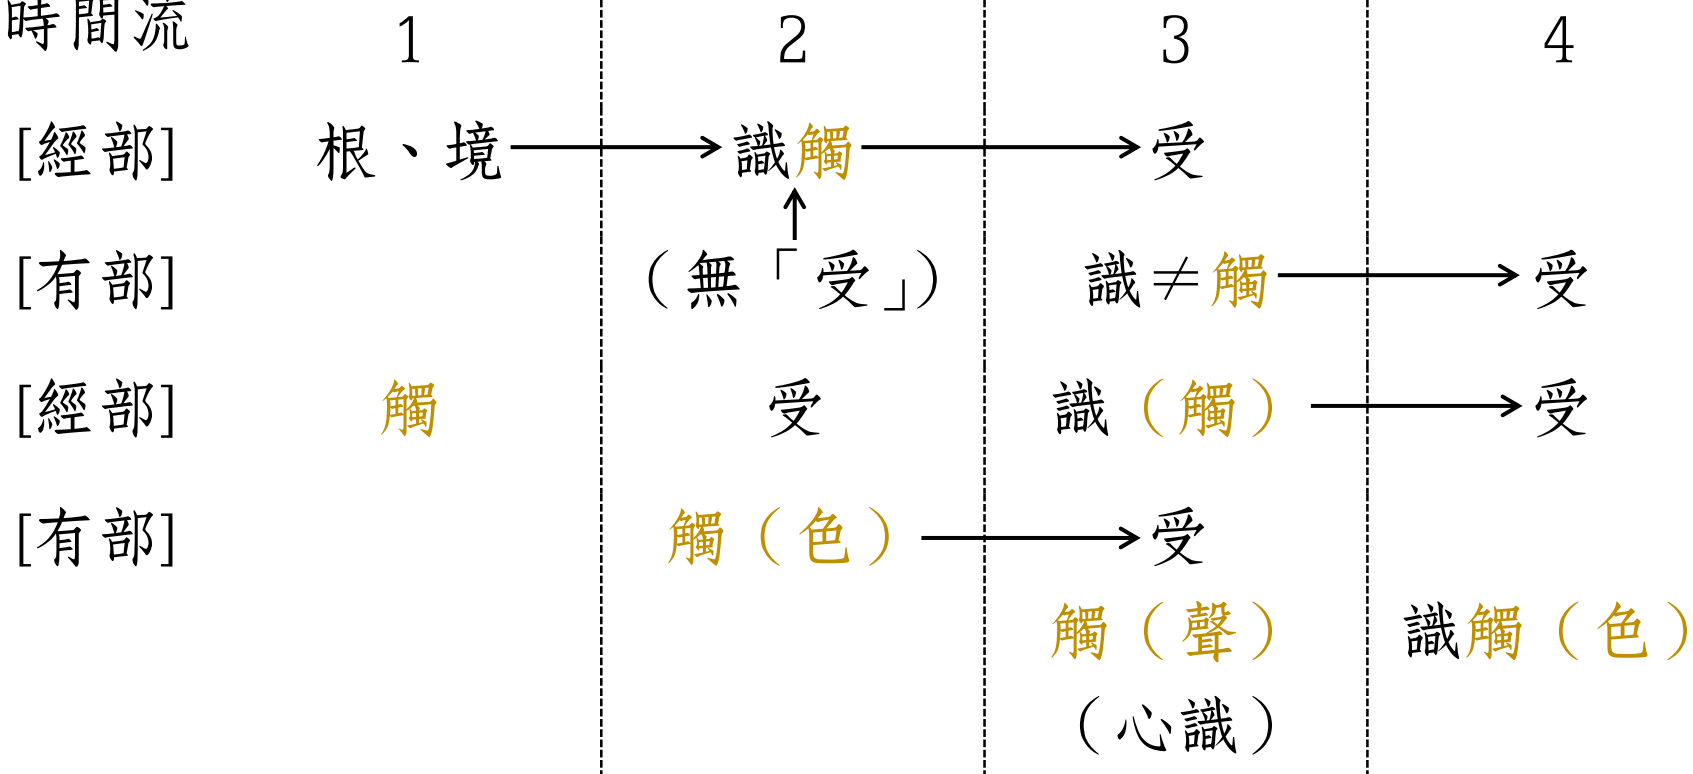 時間流 1 2 3 4
[經部] 根、境 識觸 受
[有部] （無「受」） 識≠觸 受
[經部] 觸 受 識（觸） 受
[有部] 觸（色） 受
觸（聲） 識觸（色）
（心識）